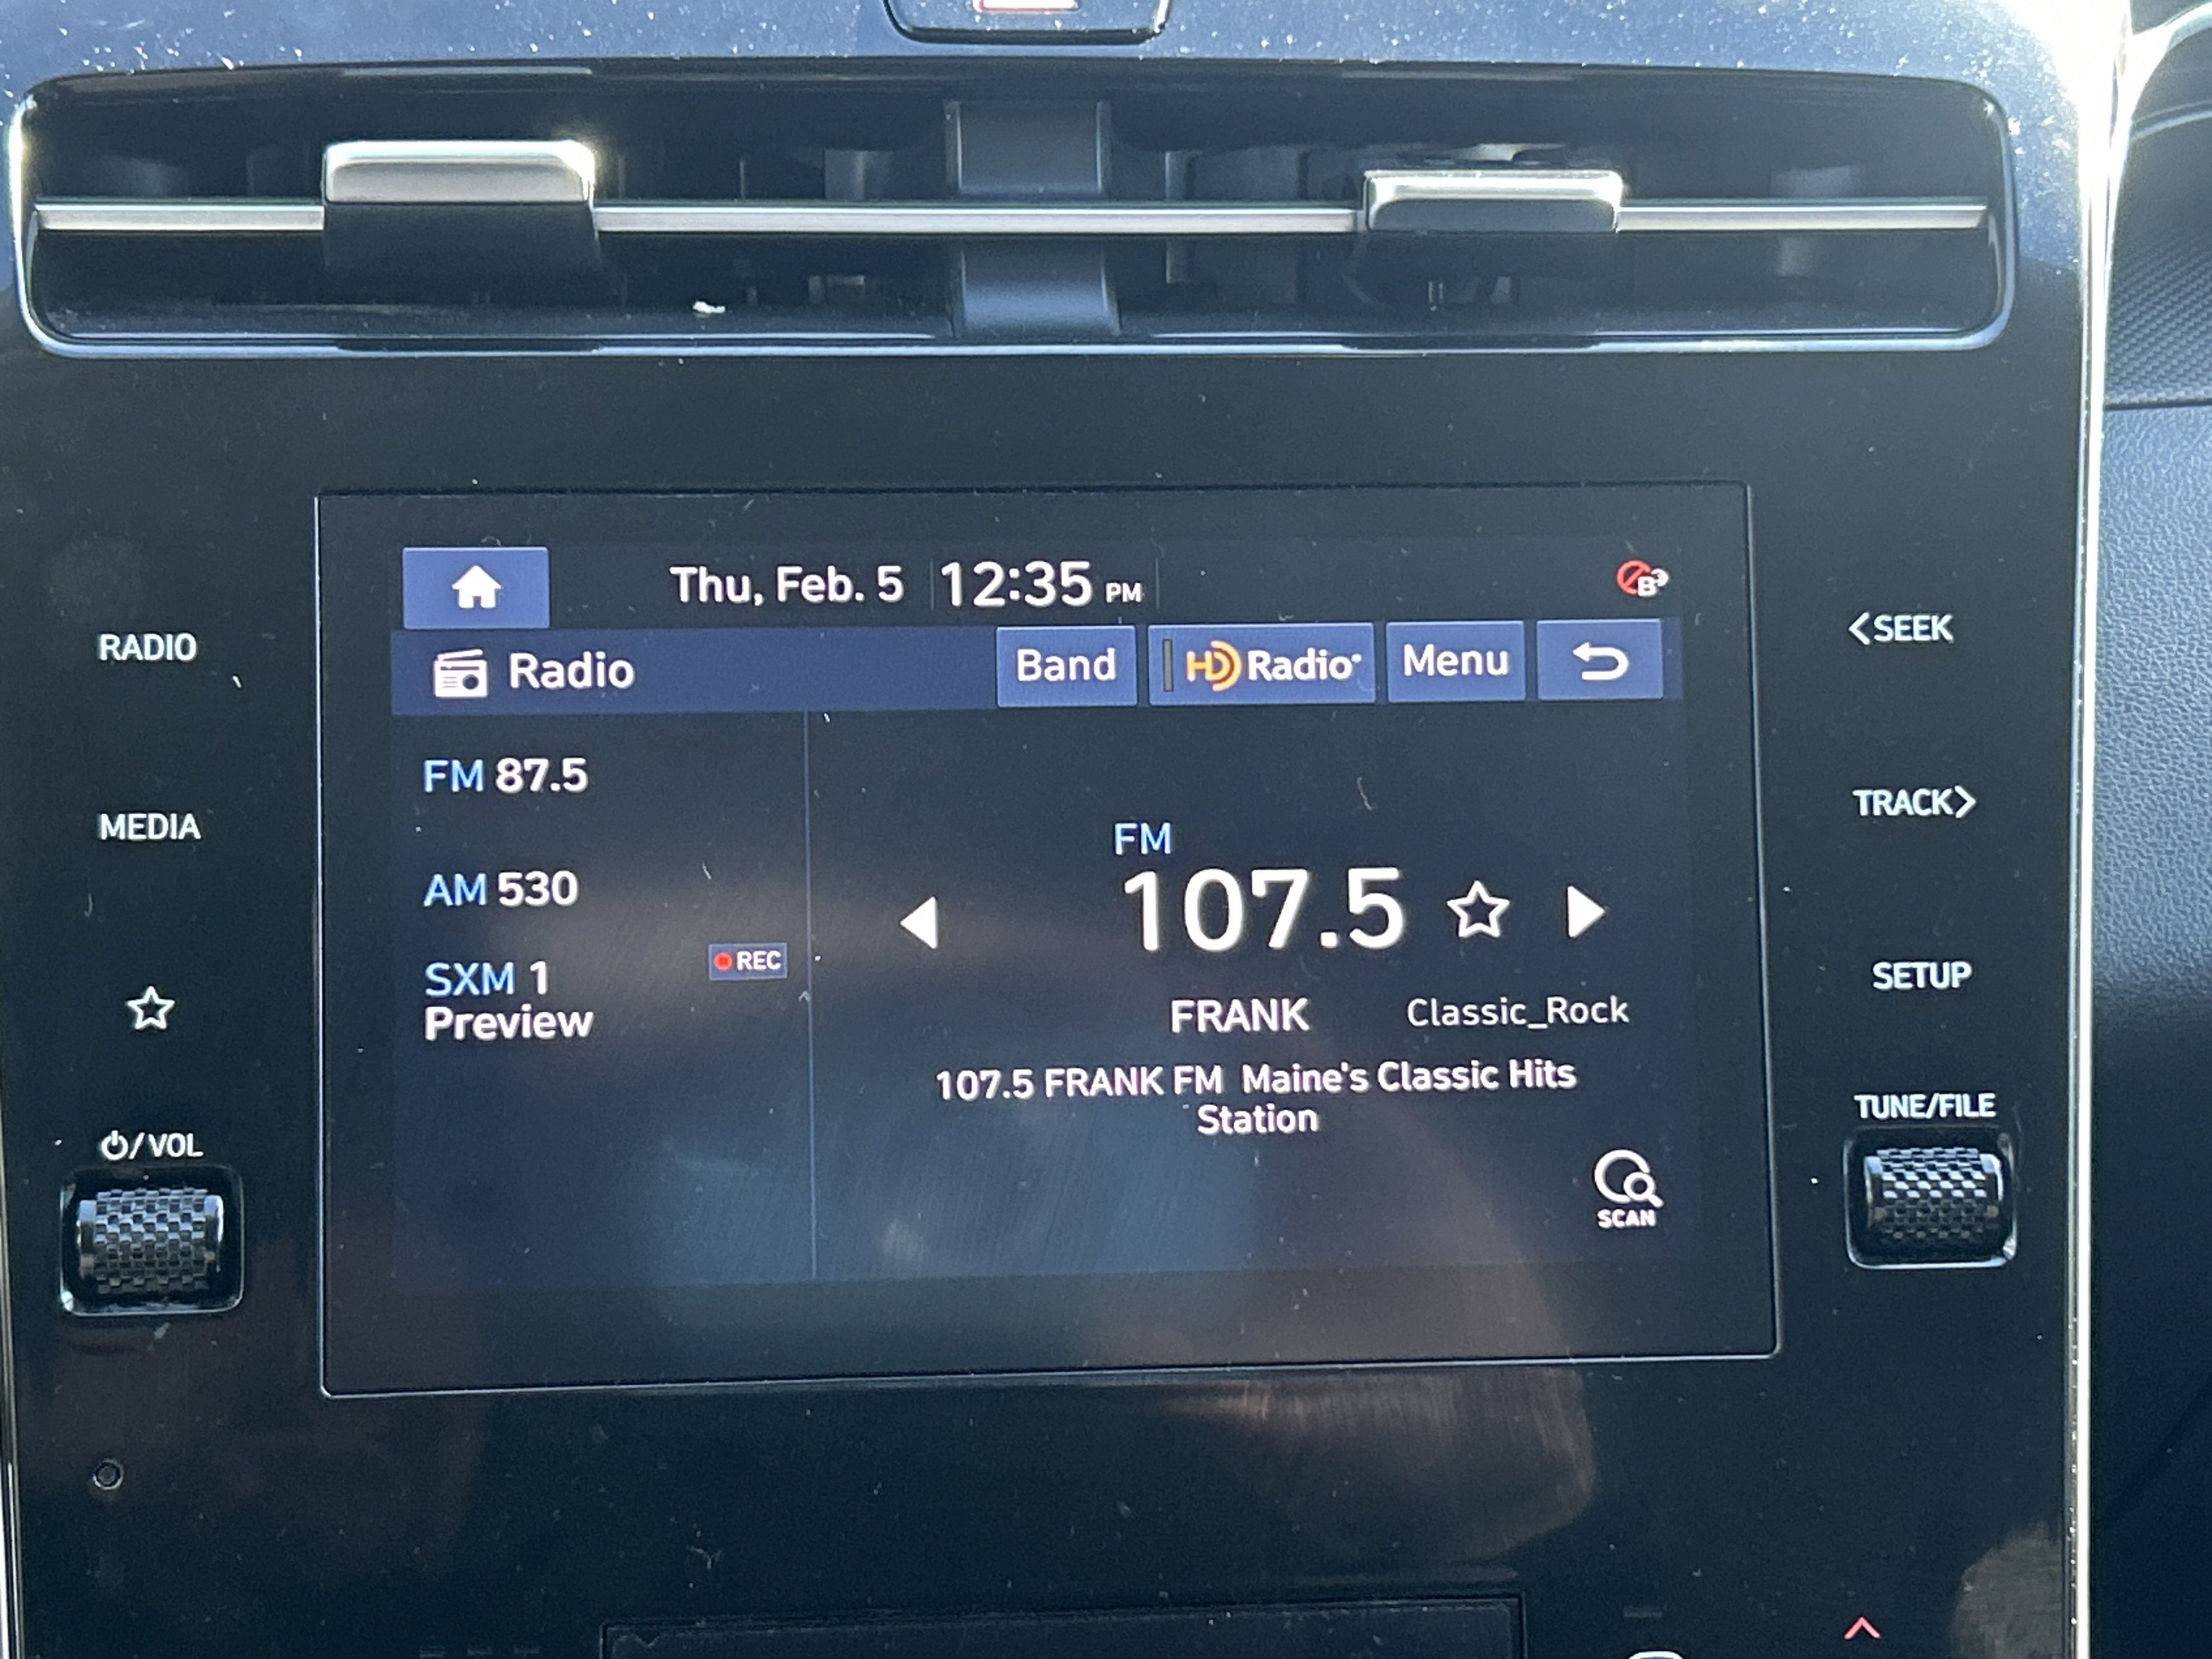 Thu, Feb. 5 12:35 PM
B
Radio Band HD Radio Menu
FM 87.5
AM 530
SXM 1
Preview
REC
FM
107.5
FRANK Classic_Rock
107.5 FRANK FM Maine's Classic Hits
Station
SCAN
RADIO
MEDIA
/VOL
<SEEK
TRACK>
SETUP
TUNE/FILE